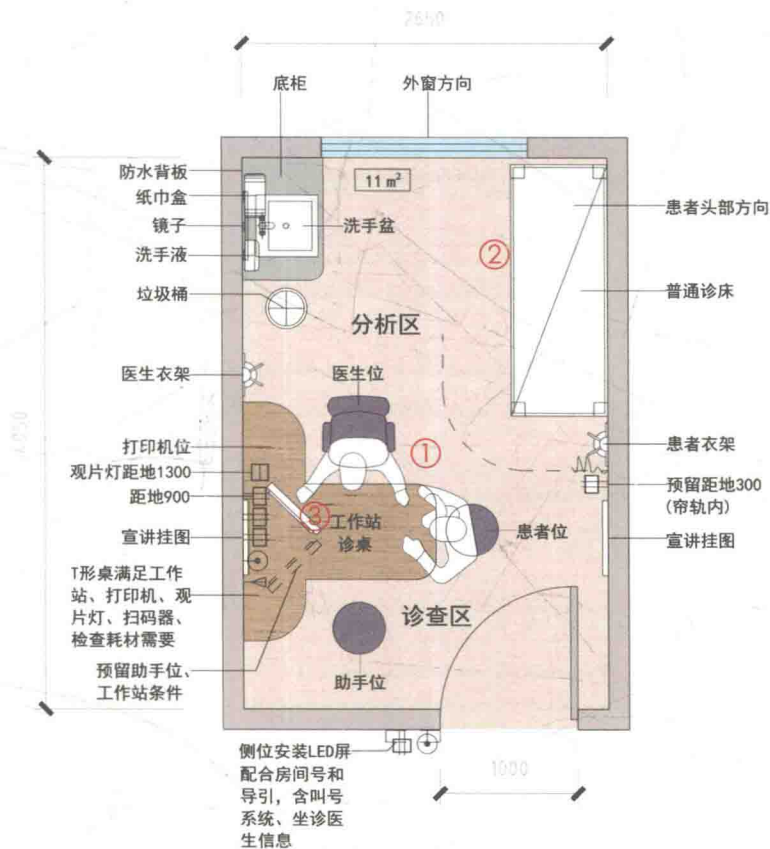 2650
底柜
外窗方向
防水背板
纸巾盒
镜子
洗手液
垃圾桶
医生衣架
打印机位
观片灯距地1300
距地900
宣讲挂图
T形桌满足工作
站、打印机、观
片灯、扫码器、
检查耗材需要
预留助手位、
工作站条件
11 m²
洗手盆
②
分析区
医生位
①
③
工作站
诊桌
患者位
诊查区
助手位
患者头部方向
普通诊床
患者衣架
预留距地300
(帘轨内)
宣讲挂图
侧位安装LED屏
配合房间号和
导引，含叫号
系统、坐诊医
生信息
1000